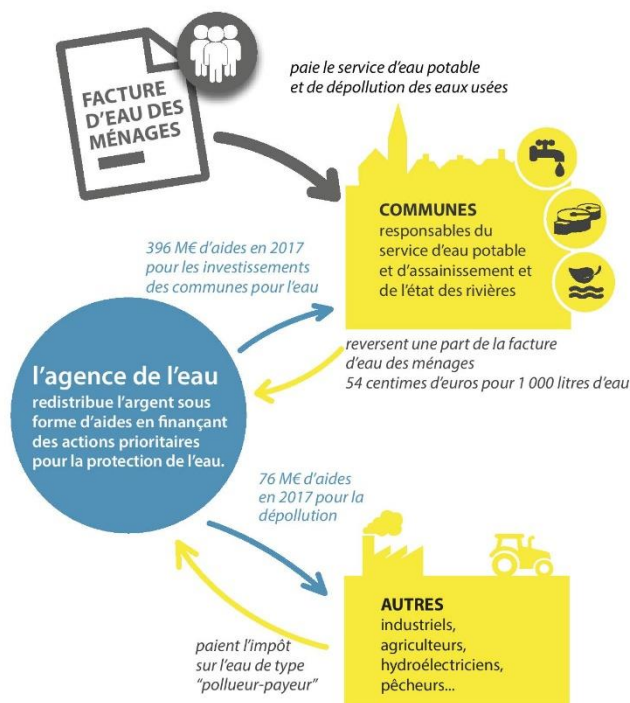 FACTURE
D'EAU DES
MÉNAGES
paie le service d'eau potable
et de dépollution des eaux usées
COMMUNES
responsables du
service d'eau potable
et d'assainissement et
de l'état des rivières
396 M€ d'aides en 2017
pour les investissements
des communes pour l'eau
reversent une part de la facture
d'eau des ménages
54 centimes d'euros pour 1 000 litres d'eau
l'agence de l'eau
redistribue l'argent sous
forme d'aides en finançant
des actions prioritaires
pour la protection de l'eau.
76 M€ d'aides
en 2017 pour la
dépollution
AUTRES
industriels,
agriculteurs,
hydroélectriciens,
pêcheurs...
paient l'impôt
sur l'eau de type
"pollueur-payeur"